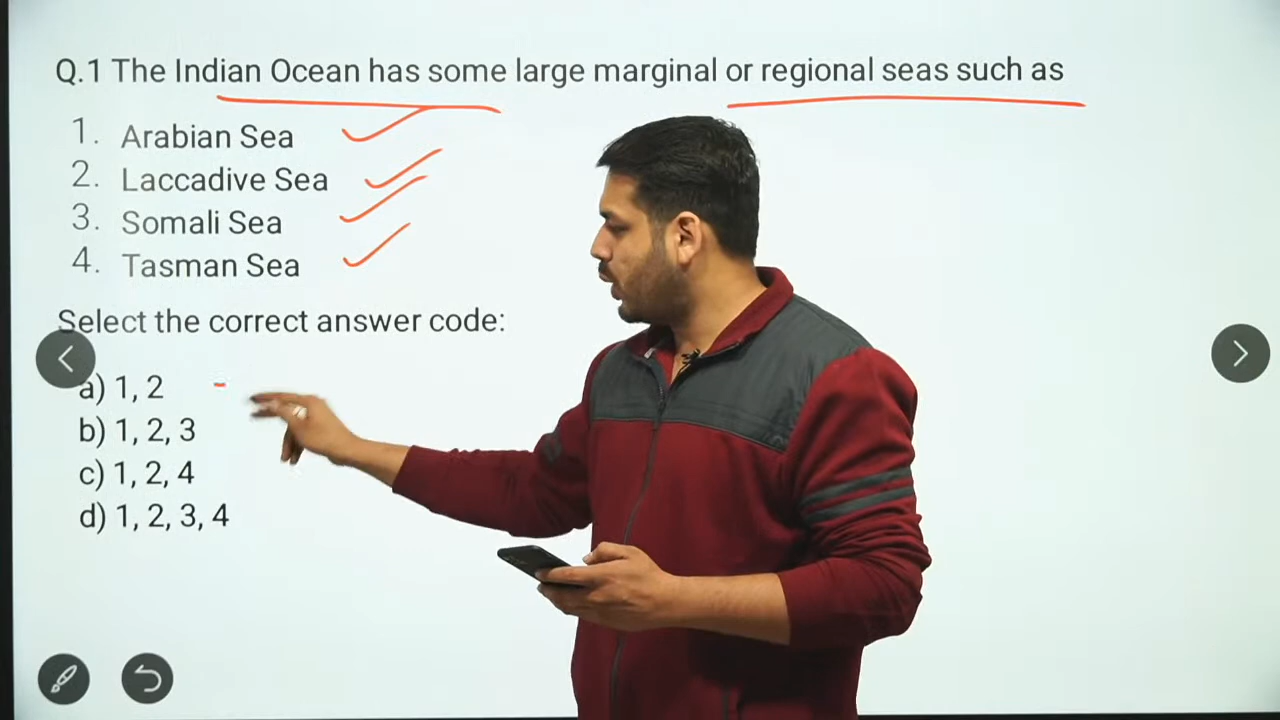 Q.1 The Indian Ocean has some large marginal or regional seas such as
1. Arabian Sea
2. Laccadive Sea
3. Somali Sea
4. Tasman Sea
Select the correct answer code:
a) 1, 2
b) 1, 2, 3
c) 1, 2, 4
d) 1, 2, 3, 4